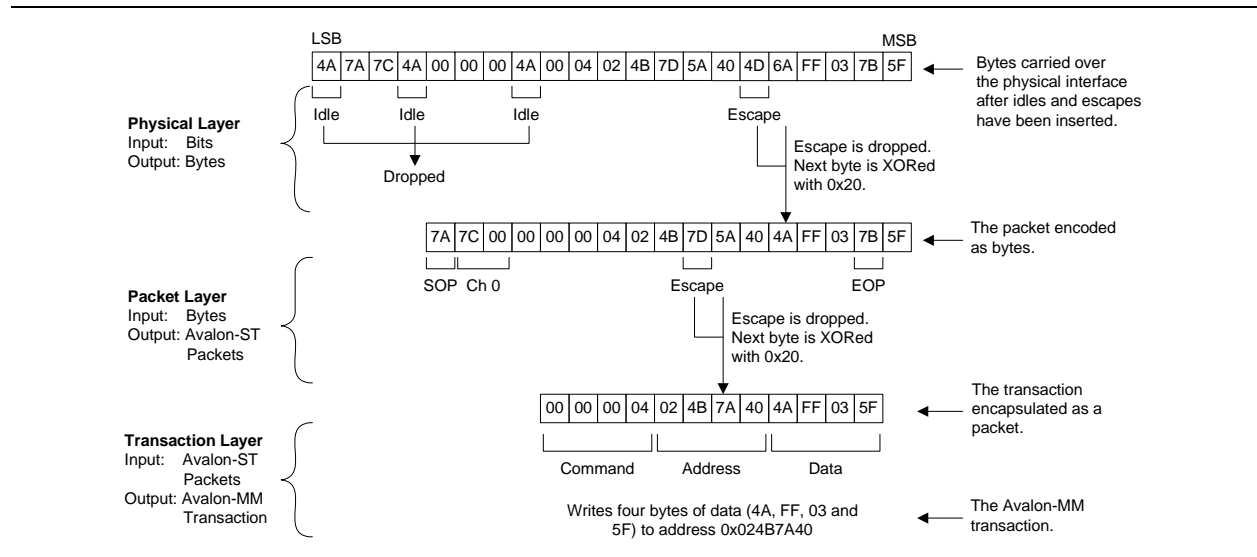 LSB MSB
4A 7A 7C 4A 00 00 00 4A 00 04 02 4B 7D 5A 40 4D 6A FF 03 7B 5F
Bytes carried over
the physical interface
after idles and escapes
have been inserted.
Idle Idle Idle Escape
Physical Layer
Input: Bits
Output: Bytes
Dropped
Escape is dropped.
Next byte is XORed
with 0x20.
7A 7C 00 00 00 00 04 02 4B 7D 5A 40 4A FF 03 7B 5F
The packet encoded
as bytes.
SOP Ch 0 Escape EOP
Packet Layer
Input: Bytes
Output: Avalon-ST
Packets
Escape is dropped.
Next byte is XORed
with 0x20.
00 00 00 04 02 4B 7A 40 4A FF 03 5F
The transaction
encapsulated as a
packet.
Transaction Layer
Input: Avalon-ST
Packets
Output: Avalon-MM
Transaction
Command Address Data
Writes four bytes of data (4A, FF, 03 and
5F) to address 0x024B7A40
The Avalon-MM
transaction.